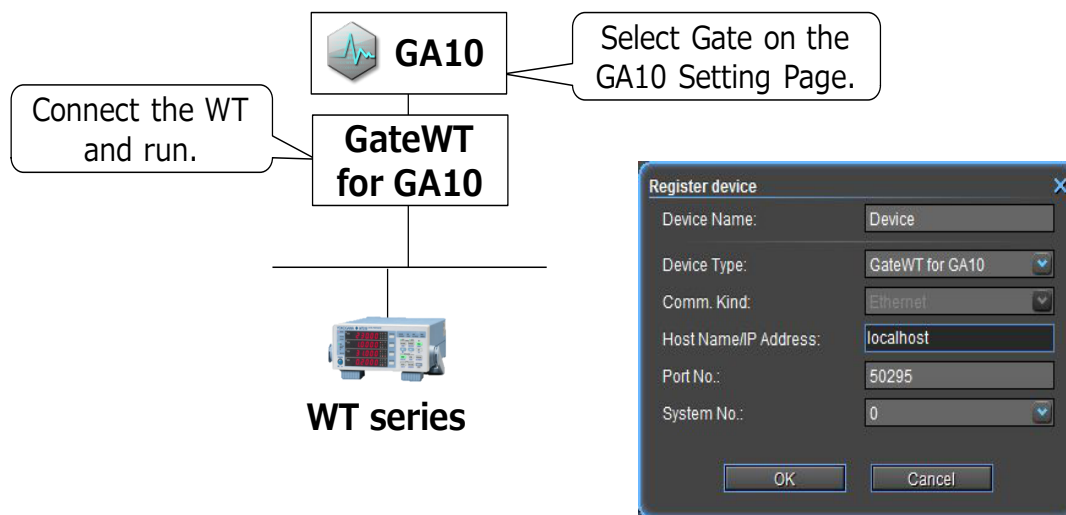 GA10
Select Gate on the
GA10 Setting Page.
Connect the WT
and run.
GateWT
for GA10
WT series
Register device
Device Name: Device
Device Type: GateWT for GA10
Comm. Kind: Ethernet
Host Name/IP Address: localhost
Port No.: 50295
System No.: 0
OK Cancel